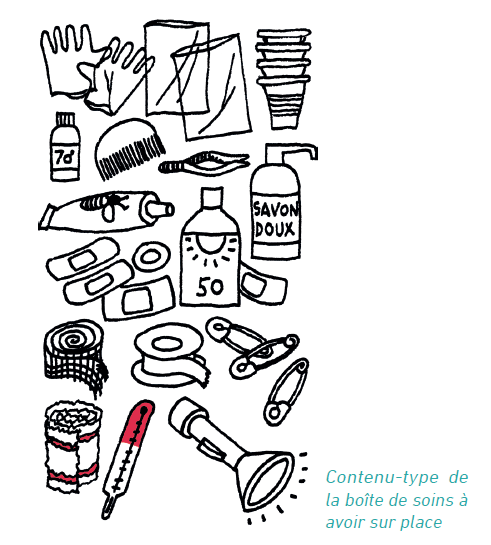 7d°
SAVON
DOUX
50
Contenu-type de
la boîte de soins à
avoir sur place